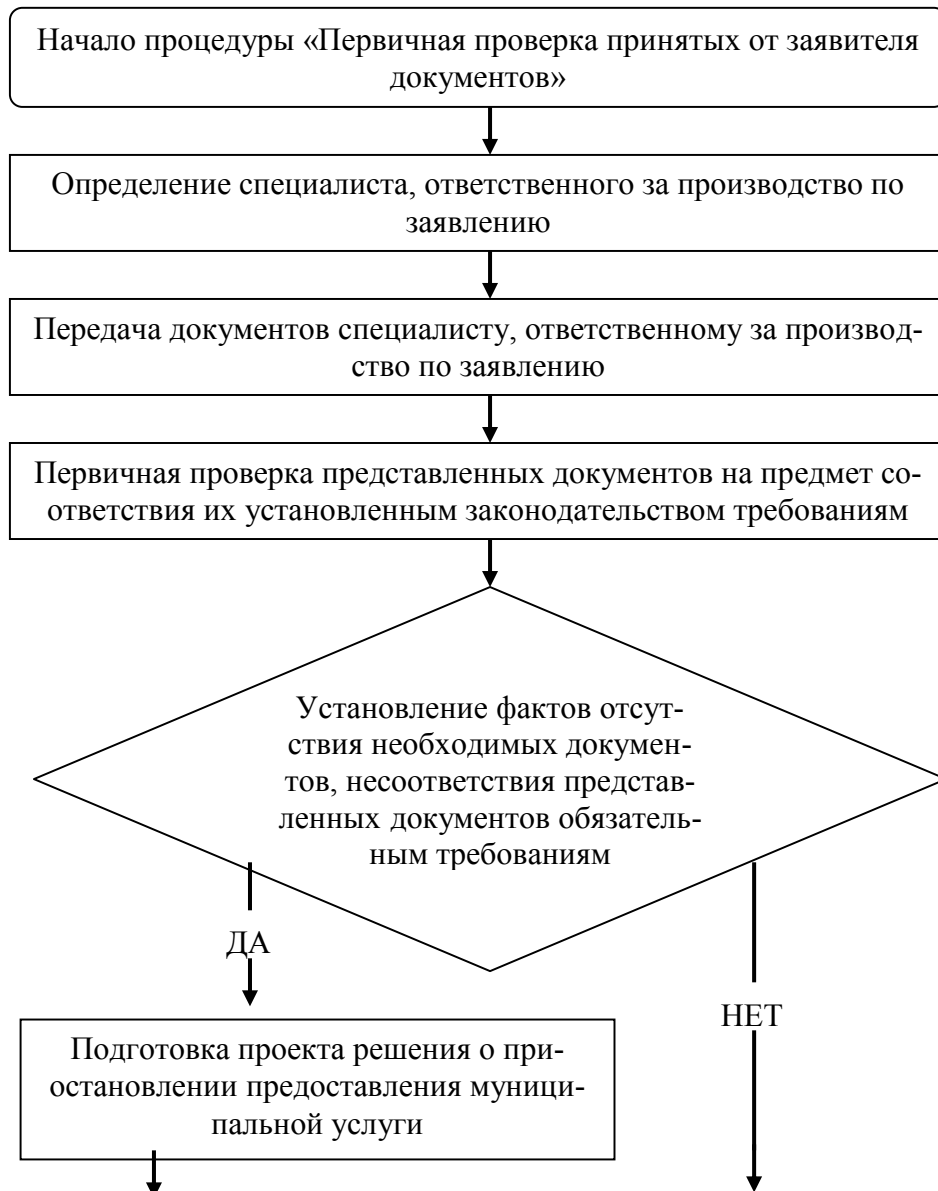 Начало процедуры «Первичная проверка принятых от заявителя
документов»
Определение специалиста, ответственного за производство по
заявлению
Передача документов специалисту, ответственному за производ-
ство по заявлению
Первичная проверка представленных документов на предмет со-
ответствия их установленным законодательством требованиям
Установление фактов отсут-
ствия необходимых докумен-
тов, несоответствия представ-
ленных документов обязатель-
ным требованиям
ДА
НЕТ
Подготовка проекта решения о при-
остановлении предоставления муници-
пальной услуги